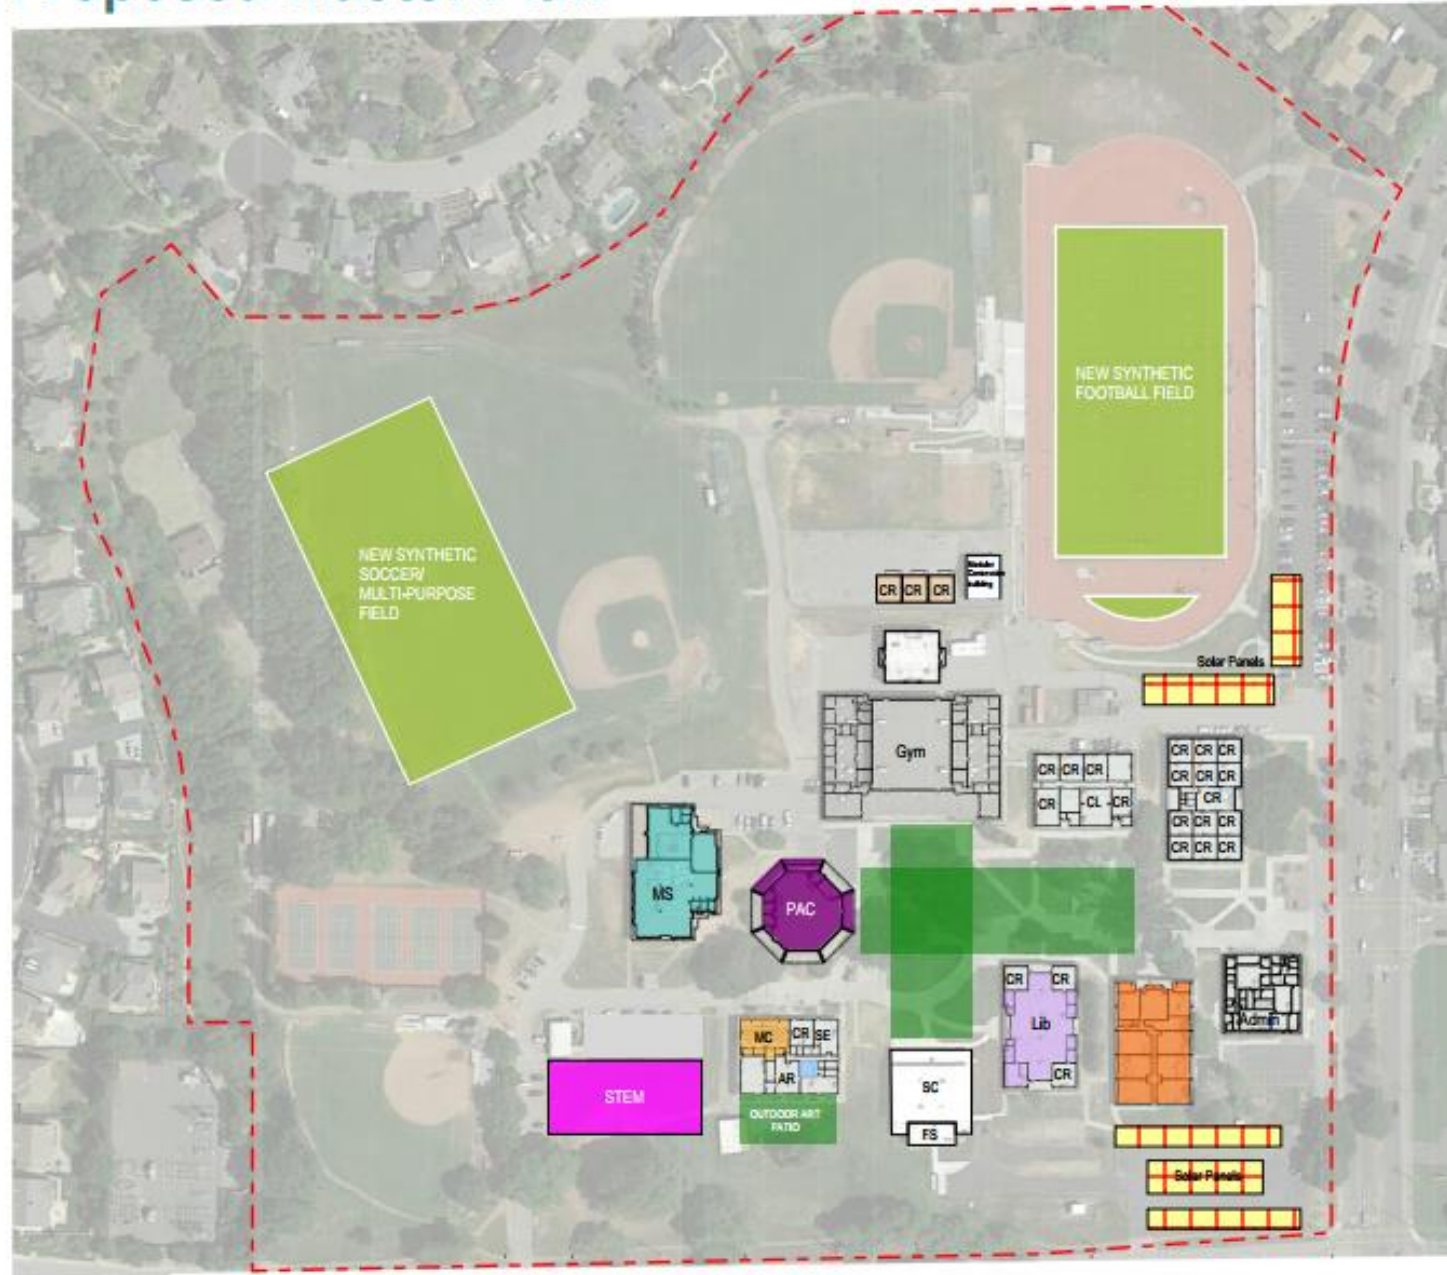 NEW SYNTHETIC
FOOTBALL FIELD
NEW SYNTHETIC
SOCCER/
MULTI-PURPOSE
FIELD
CR CR CR
Modular
building
Solar Panels
Gym
CR CR CR
CR CL CR
CR CR CR
CR CR CR
CR
CR CR CR
CR CR CR
MS
PAC
CR CR
Lib
CR
Admin
MC CR SE
AR
STEM
OUTDOOR ART
PATIO
SC
FS
Solar Panels